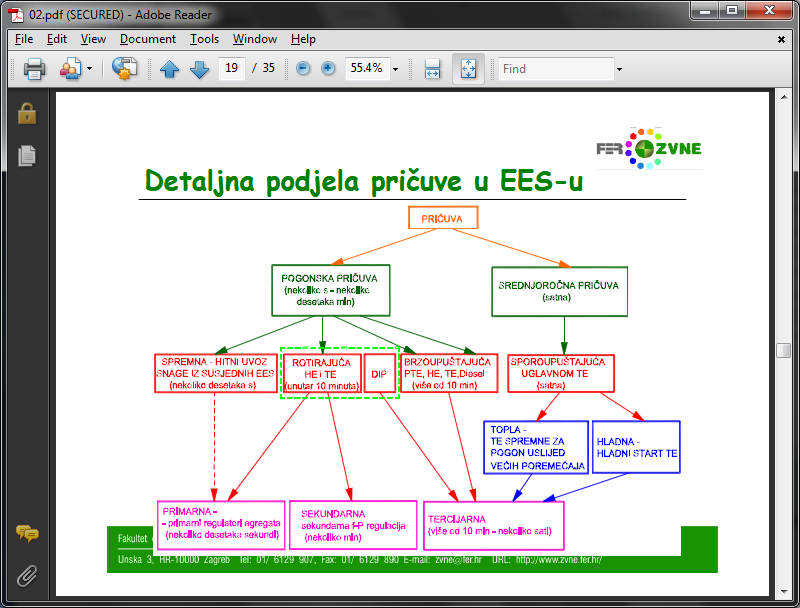 02.pdf (SECURED) - Adobe Reader
File Edit View Document Tools Window Help
19 / 35 55.4% Find
FER ZVNE
Detaljna podjela pričuve u EES-u
PRIČUVA
POGONSKA PRIČUVA
(nekoliko s - nekoliko
desetaka min)
SREDNJOROČNA PRIČUVA
(satna)
SPREMNA - HITNI UVOZ
SNAGE IZ SUSJEDNIH EES
(nekoliko desetaka s)
ROTIRAJUĆA
HE i TE
(unutar 10 minuta)
DIP
BRZOUPUŠTAJUĆA
PTE, HE, TE,Diesel
(više od 10 min)
SPOROUPUŠTAJUĆA
UGLAVNOM TE
(satna)
TOPLA -
TE SPREMNE ZA
POGON USLIJED
VEČIH POREMEĆAJA
HLADNA -
HLADNI START TE
PRIMARNA -
- primarni regulatori agregata
(nekoliko desetaka sekundi)
SEKUNDARNA
sekundarna f-P regulacija
(nekoliko min)
TERCIJARNA
(više od 10 min - nekoliko sati)
Fakultet
Unska 3, HR-10000 Zagreb Tel: 01/ 6129 907, Fax: 01/ 6129 890 E-mail: zvne@fer.hr URL: http://www.zvne.fer.hr/